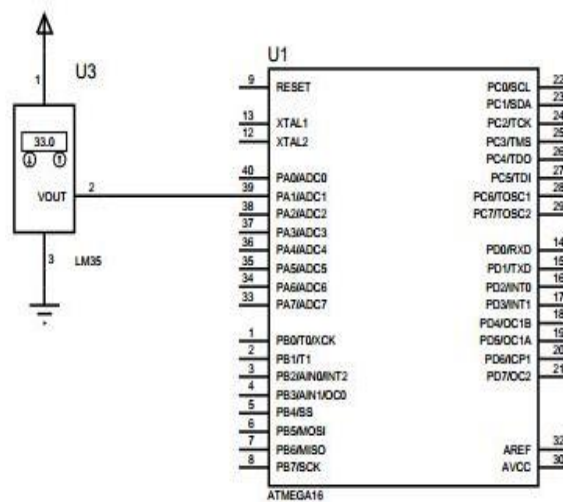 U3
1
33.0
VOUT
2
3
LM35
U1
9 RESET
13 XTAL1
12 XTAL2
40 PA0/ADC0
39 PA1/ADC1
38 PA2/ADC2
37 PA3/ADC3
36 PA4/ADC4
35 PA5/ADC5
34 PA6/ADC6
33 PA7/ADC7
1 PB0/T0/XCK
2 PB1/T1
3 PB2/AIN0/INT2
4 PB3/AIN1/OC0
5 PB4/SS
6 PB5/MOSI
7 PB6/MISO
8 PB7/SCK
PC0/SCL 22
PC1/SDA 23
PC2/TCK 24
PC3/TMS 25
PC4/TDO 26
PC5/TDI 27
PC6/TOSC1 28
PC7/TOSC2 29
PD0/RXD 14
PD1/TXD 15
PD2/INT0 16
PD3/INT1 17
PD4/OC1B 18
PD5/OC1A 19
PD6/ICP1 20
PD7/OC2 21
AREF 32
AVCC 30
ATMEGA16